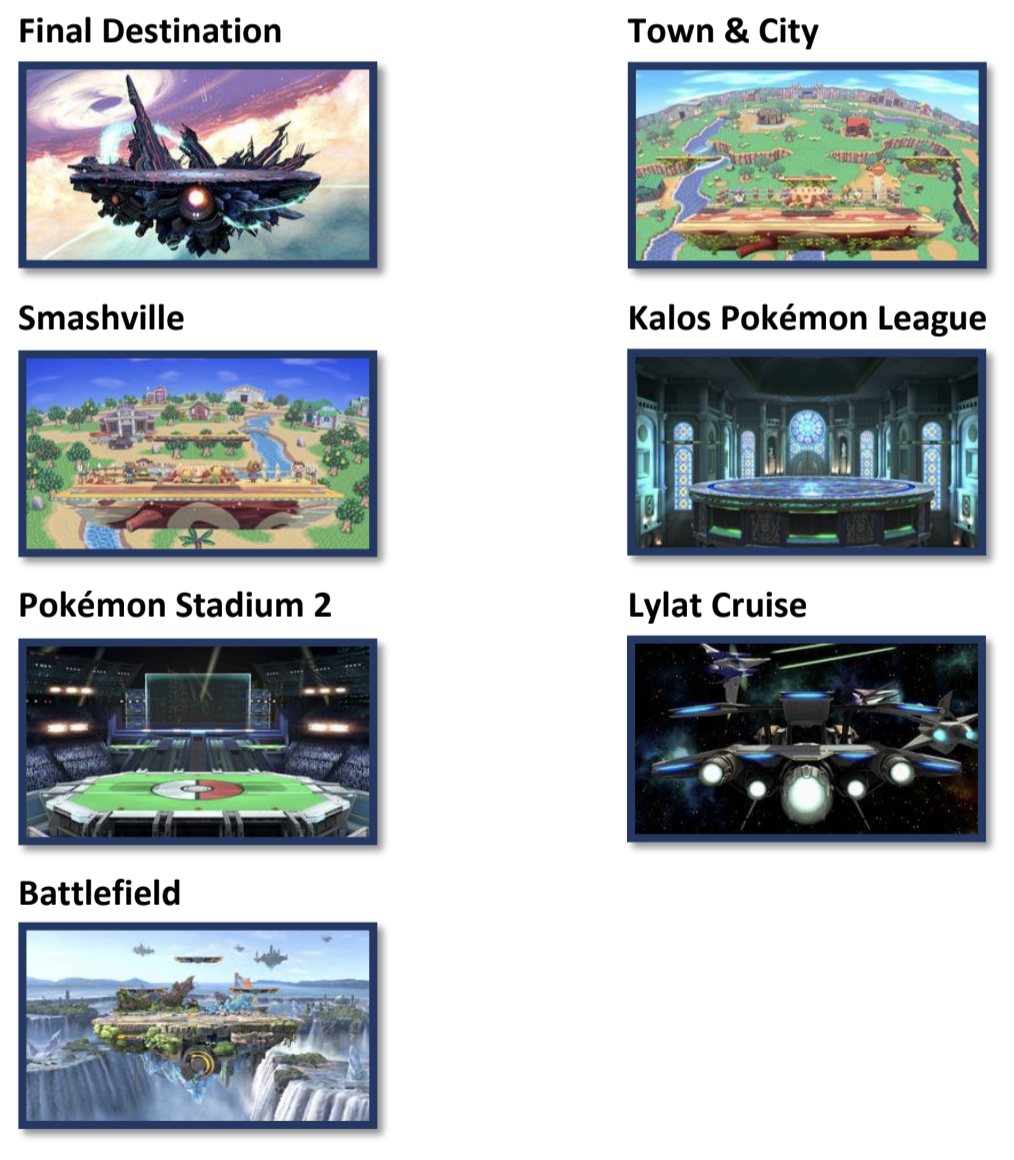 Final Destination
Town & City
Smashville
Kalos Pokémon League
Pokémon Stadium 2
Lylat Cruise
Battlefield